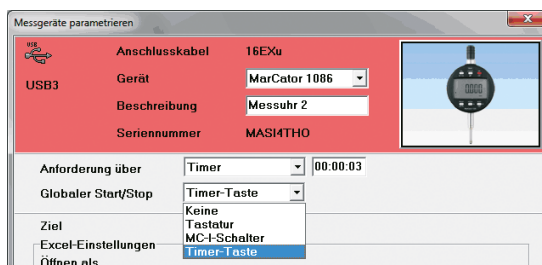 Messgeräte parametrieren
USB
Anschlusskabel 16EXu
USB3
Gerät MarCator 1086
Beschreibung Messuhr 2
Seriennummer MASI4THO
Anforderung über Timer 00:00:03
Globaler Start/Stop Timer-Taste
Keine
Tastatur
MC-I-Schalter
Timer-Taste
Ziel
Excel-Einstellungen
Öffnen als